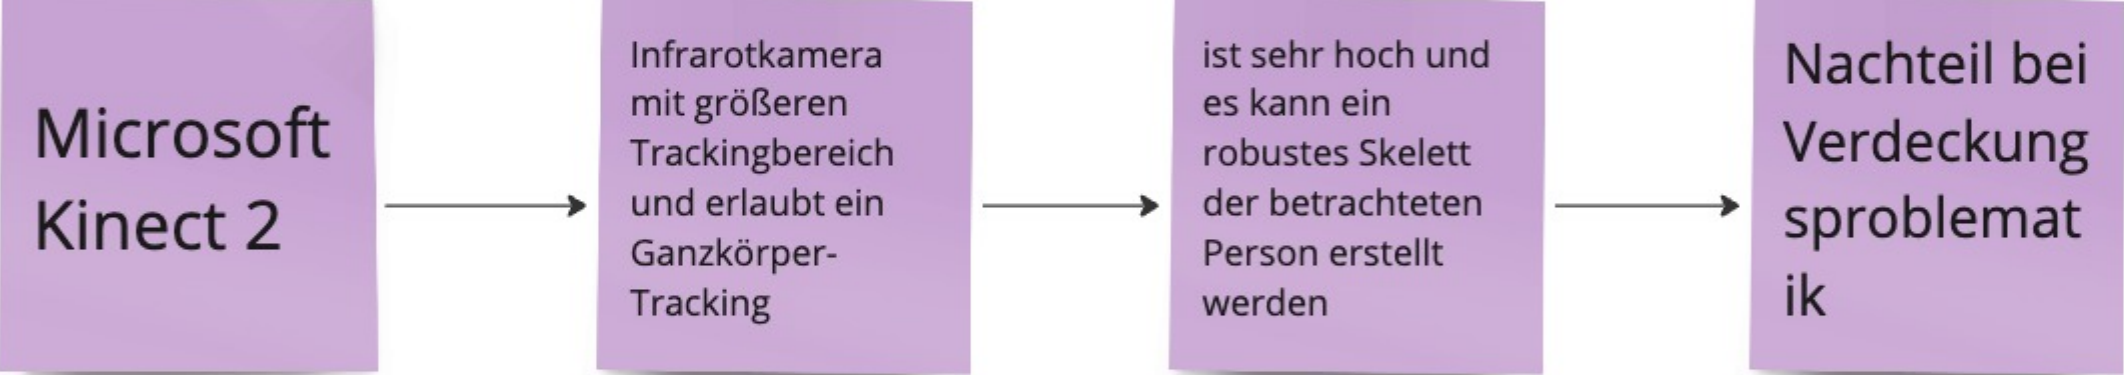 Microsoft
Kinect 2
Infrarotkamera
mit größeren
Trackingbereich
und erlaubt ein
Ganzkörper-
Tracking
ist sehr hoch und
es kann ein
robustes Skelett
der betrachteten
Person erstellt
werden
Nachteil bei
Verdeckung
sproblemat
ik